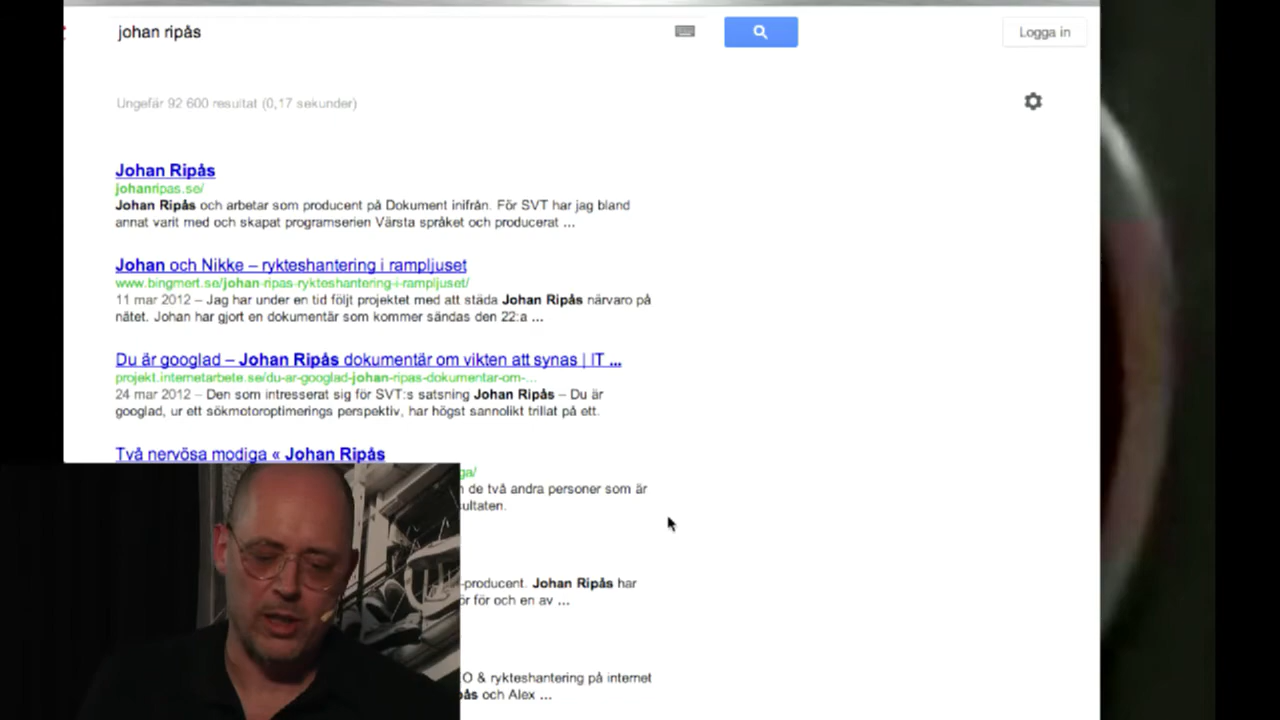 johan ripås
Logga in
Ungefär 92 600 resultat (0,17 sekunder)
Johan Ripås
johanripas.se/
Johan Ripås och arbetar som producent på Dokument inifrån. För SVT har jag bland
annat varit med och skapat programserien Värsta språket och producerat ...
Johan och Nikke – rykteshantering i rampljuset
www.bingmert.se/johan-ripas-rykteshantering-i-rampljuset/
11 mar 2012 – Jag har under en tid följt projektet med att städa Johan Ripås närvaro på
nätet. Johan har gjort en dokumentär som kommer sändas den 22:a ...
Du är googlad – Johan Ripås dokumentär om vikten att synas | IT ...
projekt.internetarbete.se/du-ar-googlad-johan-ripas-dokumentar-om-...
24 mar 2012 – Den som intresserat sig för SVT:s satsning Johan Ripås – Du är
googlad, ur ett sökmotoroptimerings perspektiv, har högst sannolikt trillat på ett.
Två nervösa modiga « Johan Ripås
ga/
de två andra personer som är
ultaten.
-producent. Johan Ripås har
ör för och en av ...
O & rykteshantering på internet
pås och Alex ...